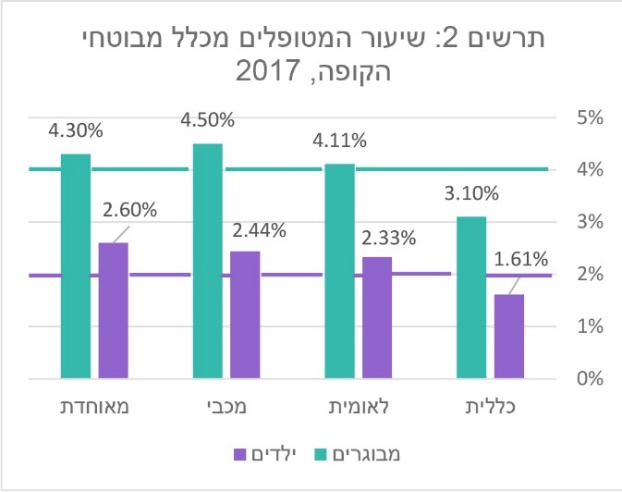 תרשים 2: שיעור המטופלים מכלל מבוטחי
הקופה, 2017
5%
4%
3%
2%
1%
0%
3.10%
1.61%
4.11%
2.33%
4.50%
2.44%
4.30%
2.60%
כללית
לאומית
מכבי
מאוחדת
מבוגרים
ילדים